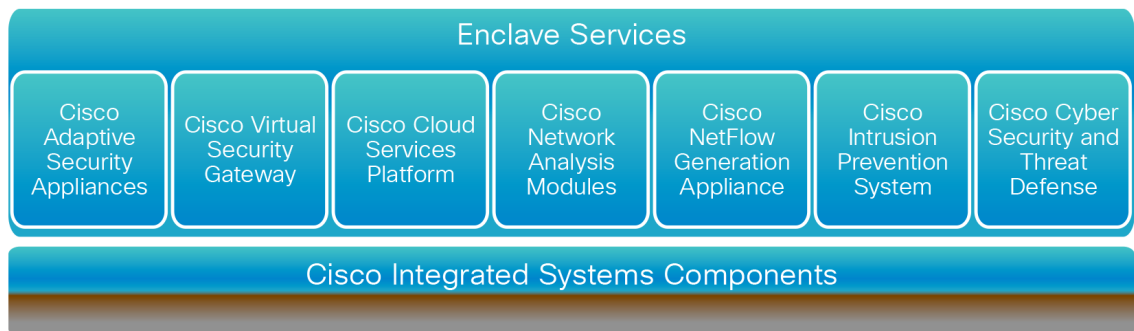 Enclave Services
Cisco
Adaptive
Security
Appliances
Cisco Virtual
Security
Gateway
Cisco Cloud
Services
Platform
Cisco
Network
Analysis
Modules
Cisco
NetFlow
Generation
Appliance
Cisco
Intrusion
Prevention
System
Cisco Cyber
Security and
Threat
Defense
Cisco Integrated Systems Components